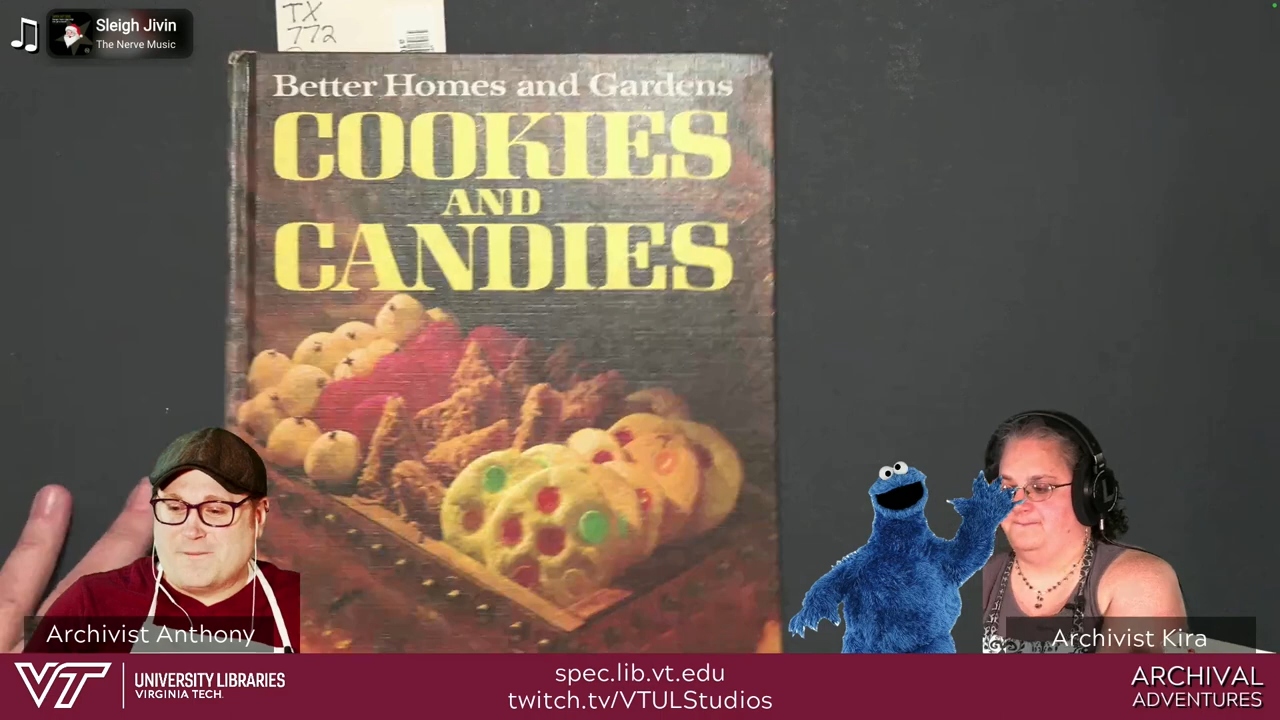 Sleigh Jivin
The Nerve Music
TX
772
Better Homes and Gardens
COOKIES
AND
CANDIES
Archivist Anthony
Archivist Kira
VT
UNIVERSITY LIBRARIES
VIRGINIA TECH
spec.lib.vt.edu
twitch.tv/VTULStudios
ARCHIVAL
ADVENTURES